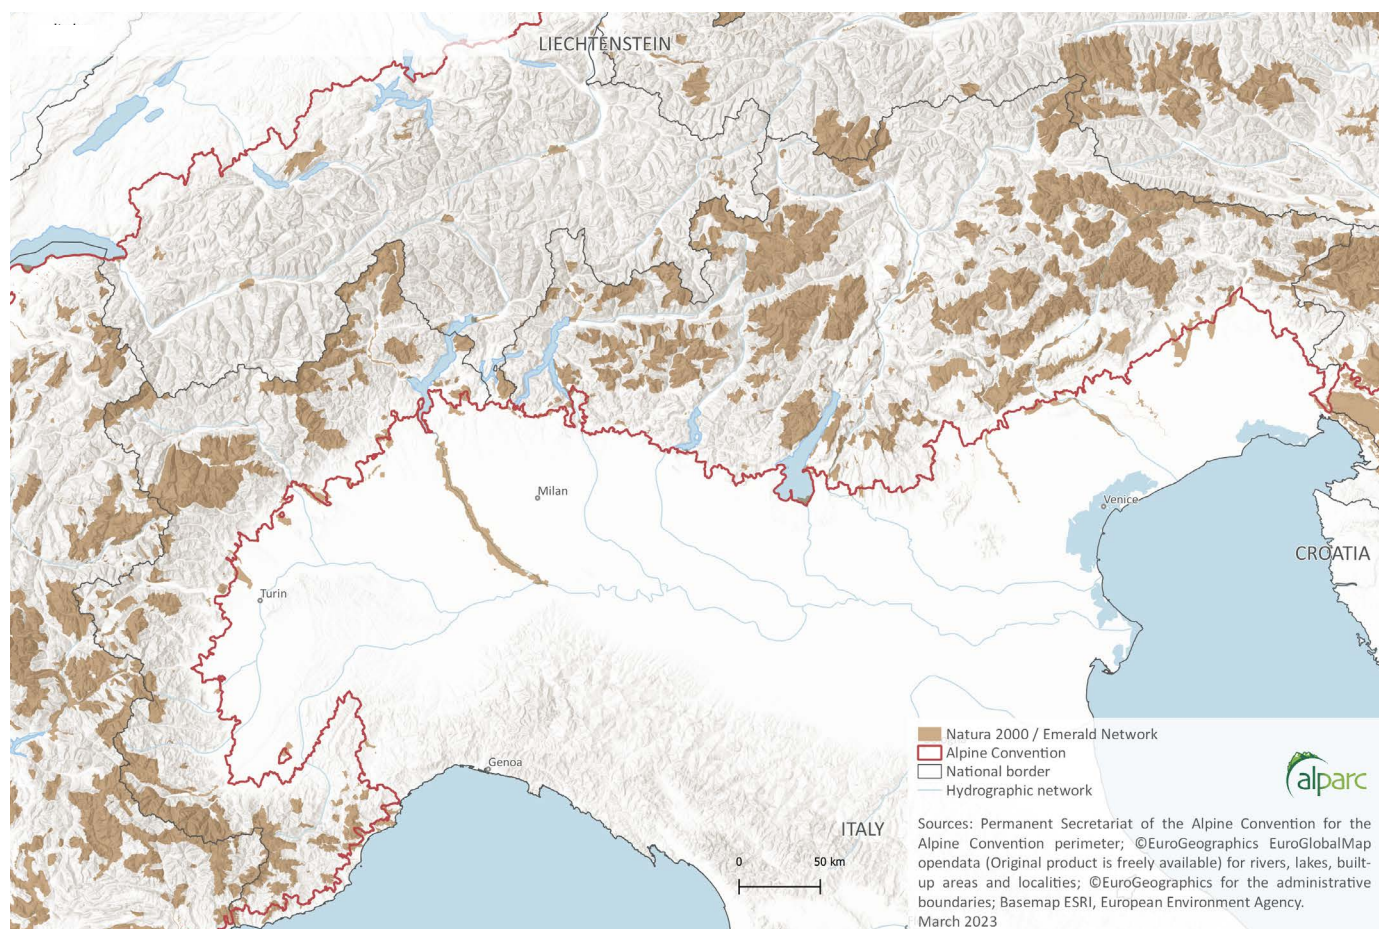 LIECHTENSTEIN
Milan
Venice
CROATIA
Turin
Genoa
Natura 2000 / Emerald Network
Alpine Convention
National border
Hydrographic network
alparc
ITALY
0 50 km
Sources: Permanent Secretariat of the Alpine Convention for the
Alpine Convention perimeter; ©EuroGeographics EuroGlobalMap
opendata (Original product is freely available) for rivers, lakes, built-
up areas and localities; ©EuroGeographics for the administrative
boundaries; Basemap ESRI, European Environment Agency.
March 2023